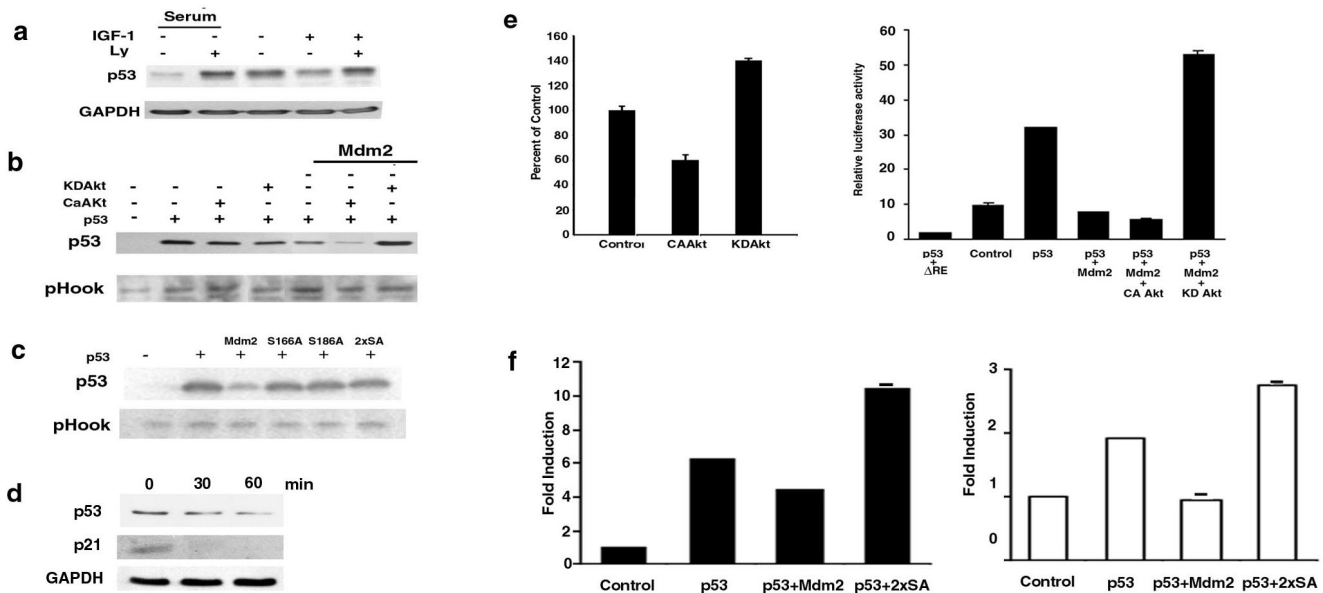 a
Serum
IGF-1 - - - + +
Ly - + - - +
p53
GAPDH
b
Mdm2
KDAkt - - - + - - +
CaAKt - - + - - + -
p53 - + + + + + +
p53
pHook
c
Mdm2 S166A S186A 2xSA
p53 - + + + + +
p53
pHook
d
0 30 60 min
p53
p21
GAPDH
e
Percent of Control
160
140
120
100
80
60
40
20
0
Control CAAkt KDAkt
Relative luciferase activity
60
50
40
30
20
10
0
p53 + ΔRE
Control
p53
p53 + Mdm2
p53 + Mdm2 + CA Akt
p53 + Mdm2 + KD Akt
f
Fold Induction
12
10
8
6
4
2
0
Control p53 p53+Mdm2 p53+2xSA
Fold Induction
3
2
1
0
Control p53 p53+Mdm2 p53+2xSA